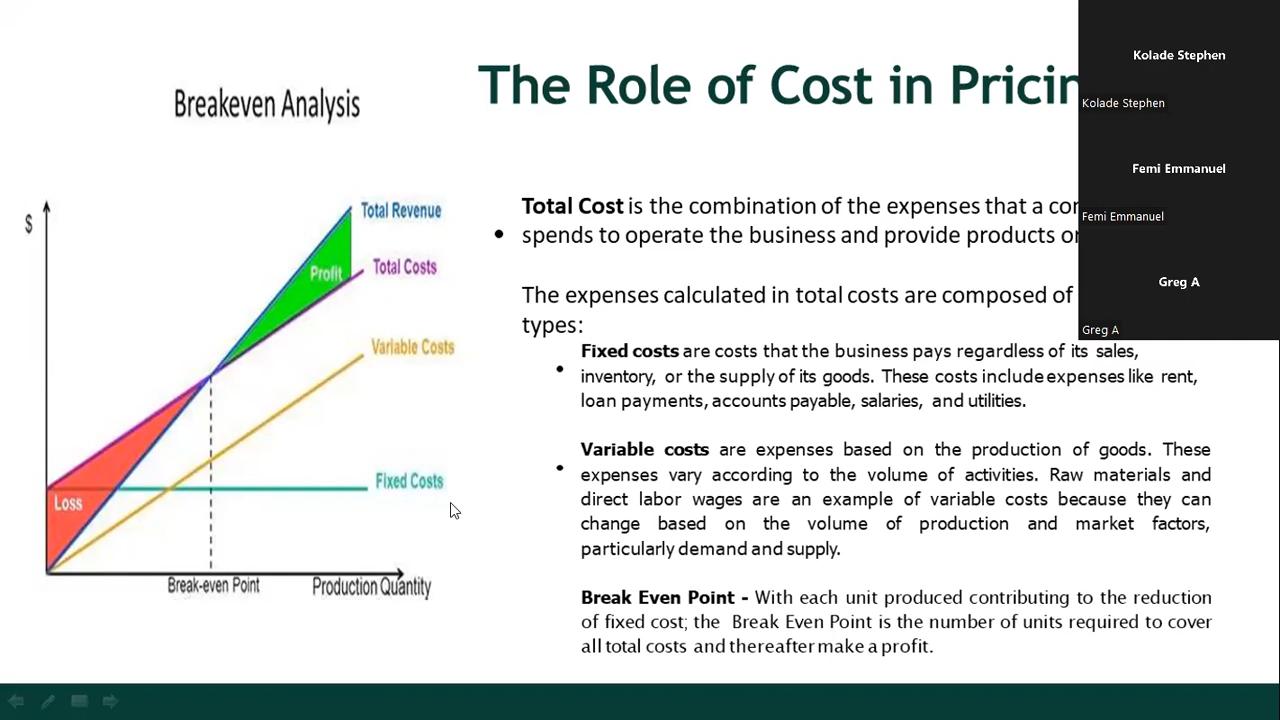 The Role of Cost in Pricin
Breakeven Analysis
$
Total Revenue
Profit
Total Costs
Variable Costs
Fixed Costs
Loss
Break-even Point
Production Quantity
Total Cost is the combination of the expenses that a co
• spends to operate the business and provide products o
The expenses calculated in total costs are composed of
types:
Fixed costs are costs that the business pays regardless of its sales,
• inventory, or the supply of its goods. These costs include expenses like rent,
loan payments, accounts payable, salaries, and utilities.
Variable costs are expenses based on the production of goods. These
• expenses vary according to the volume of activities. Raw materials and
direct labor wages are an example of variable costs because they can
change based on the volume of production and market factors,
particularly demand and supply.
Break Even Point - With each unit produced contributing to the reduction
of fixed cost; the Break Even Point is the number of units required to cover
all total costs and thereafter make a profit.
Kolade Stephen
Kolade Stephen
Femi Emmanuel
Femi Emmanuel
Greg A
Greg A